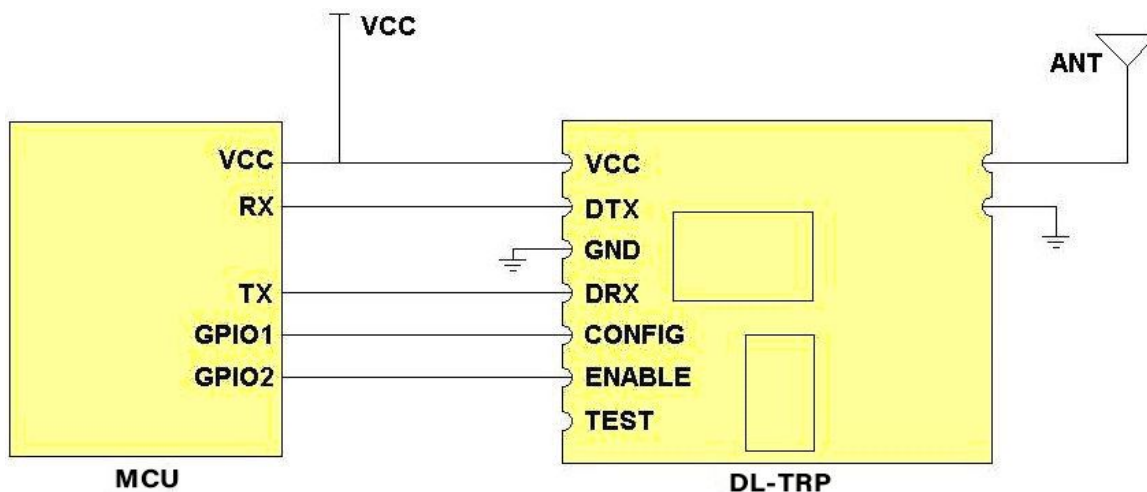 VCC
ANT
VCC
RX
TX
GPIO1
GPIO2
MCU
VCC
DTX
GND
DRX
CONFIG
ENABLE
TEST
DL-TRP